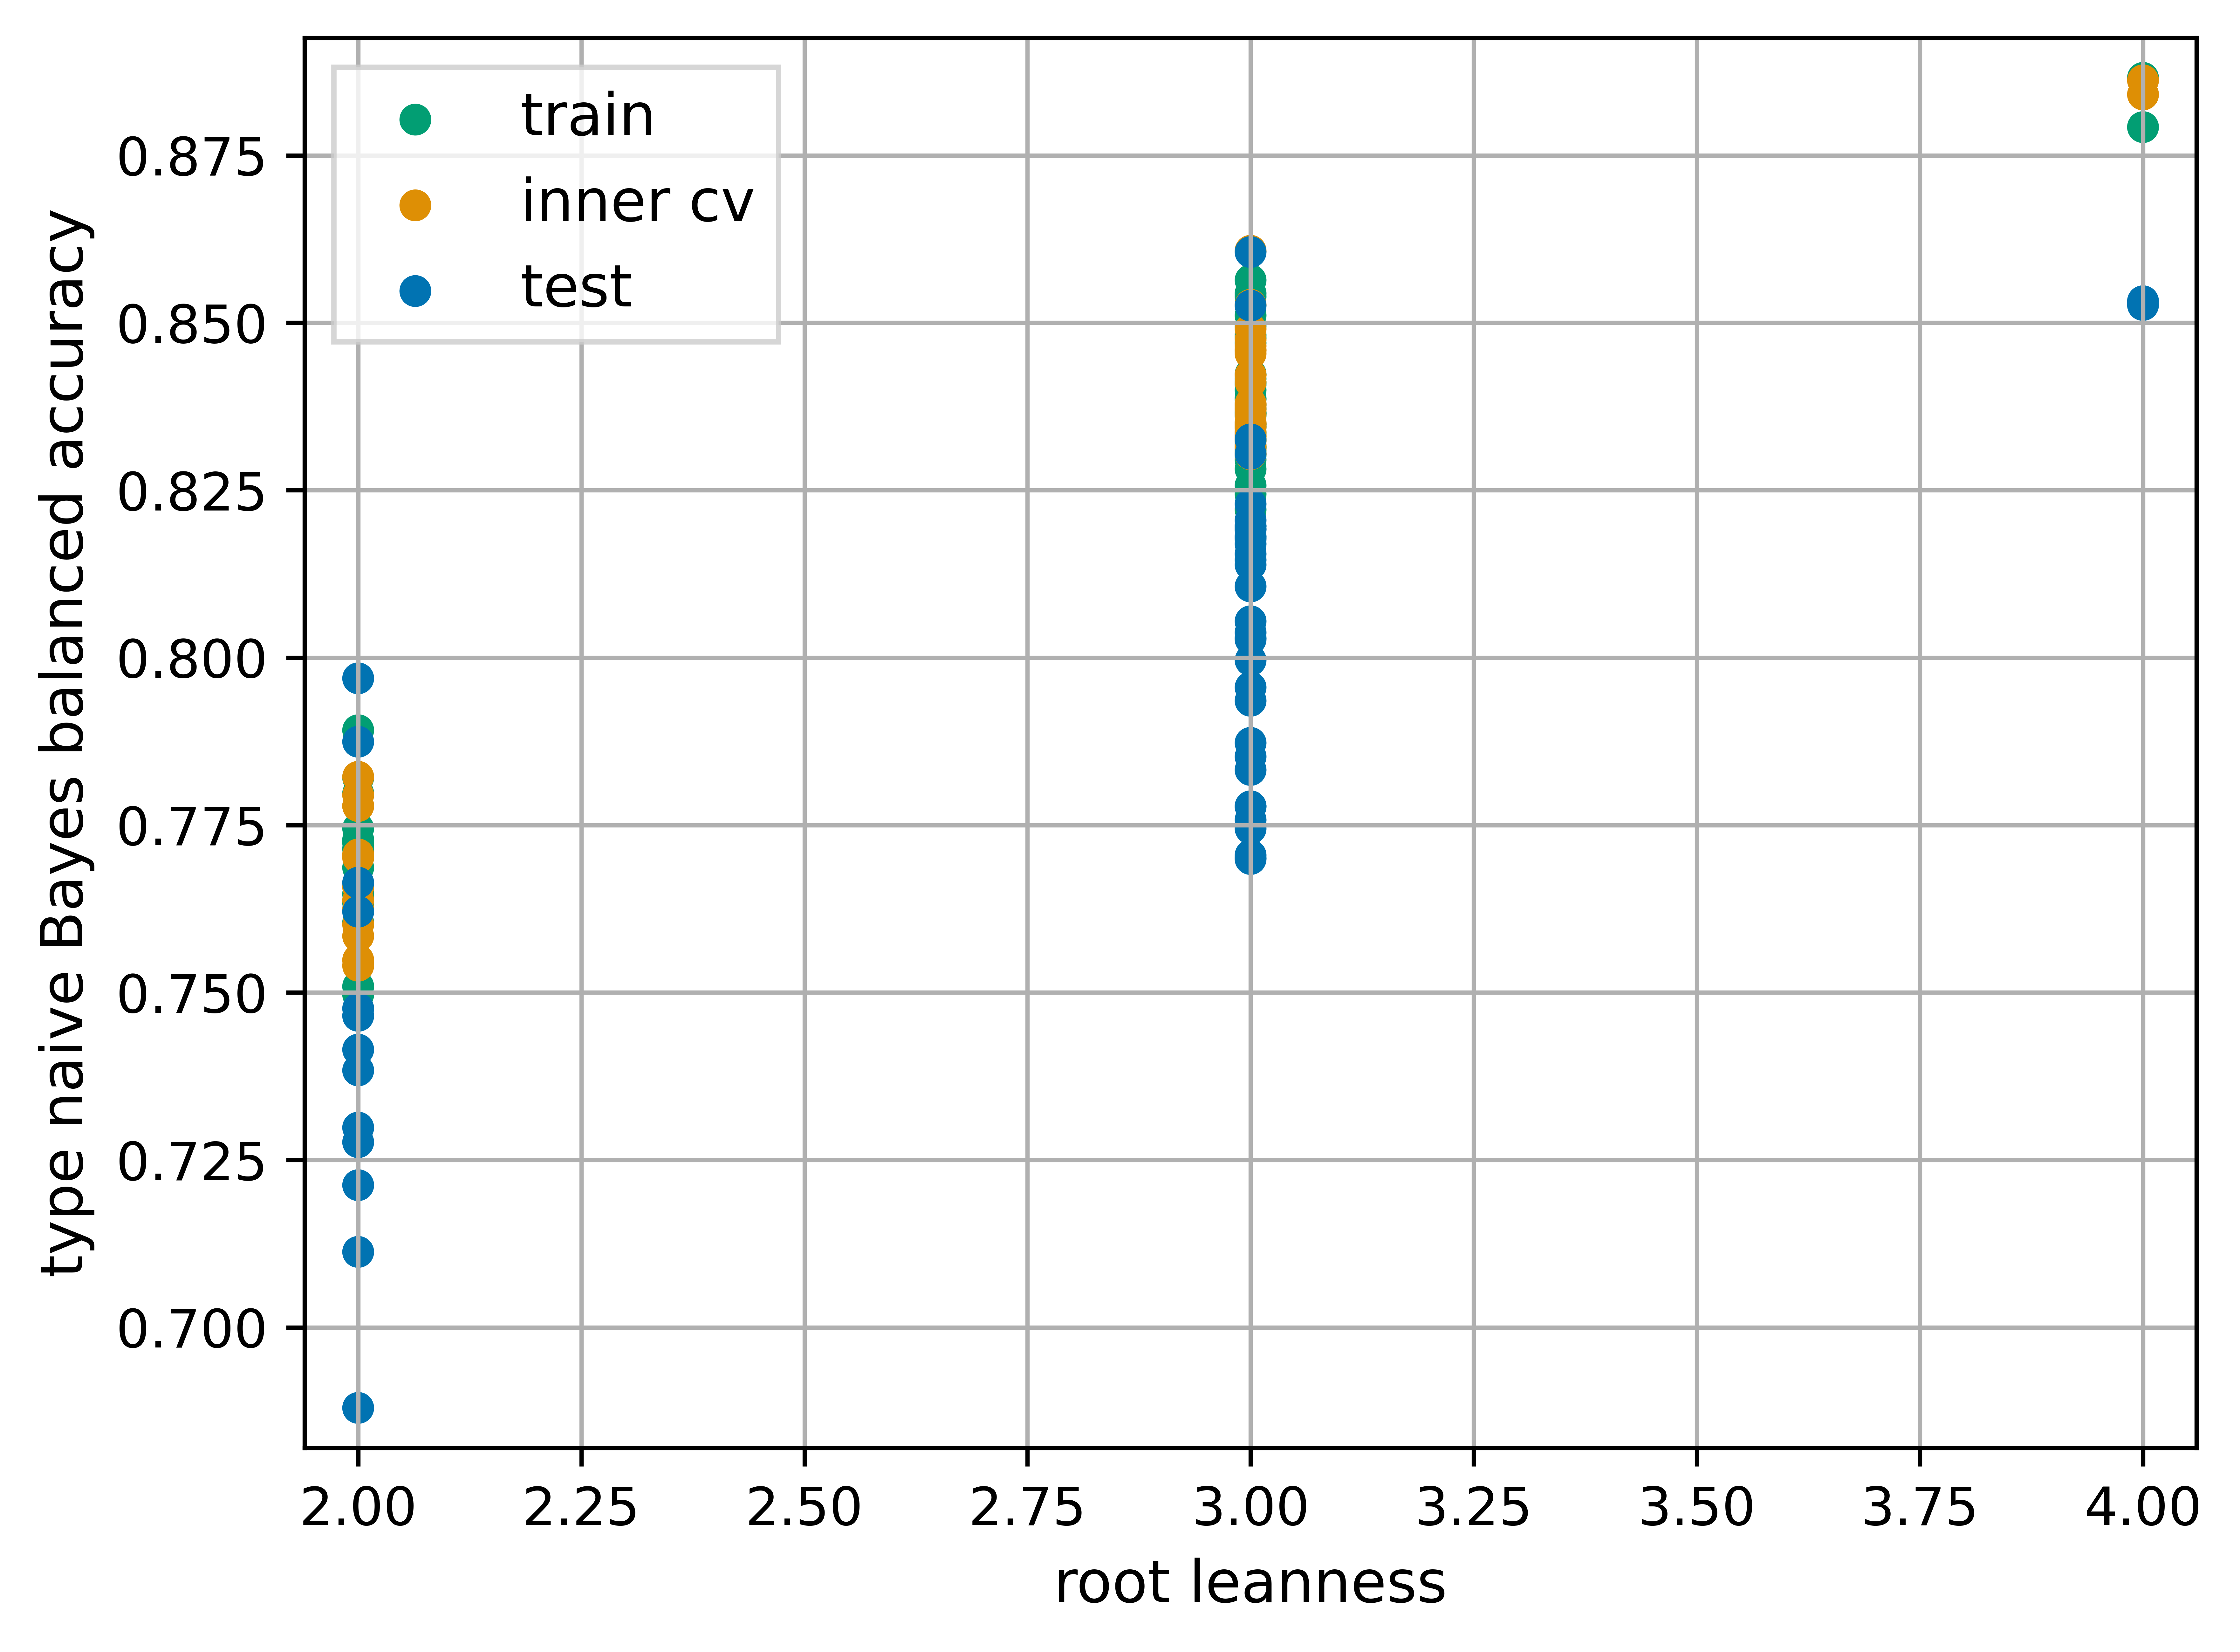 train
inner cv
test
type naive Bayes balanced accuracy
0.875
0.850
0.825
0.800
0.775
0.750
0.725
0.700
2.00 2.25 2.50 2.75 3.00 3.25 3.50 3.75 4.00
root leanness